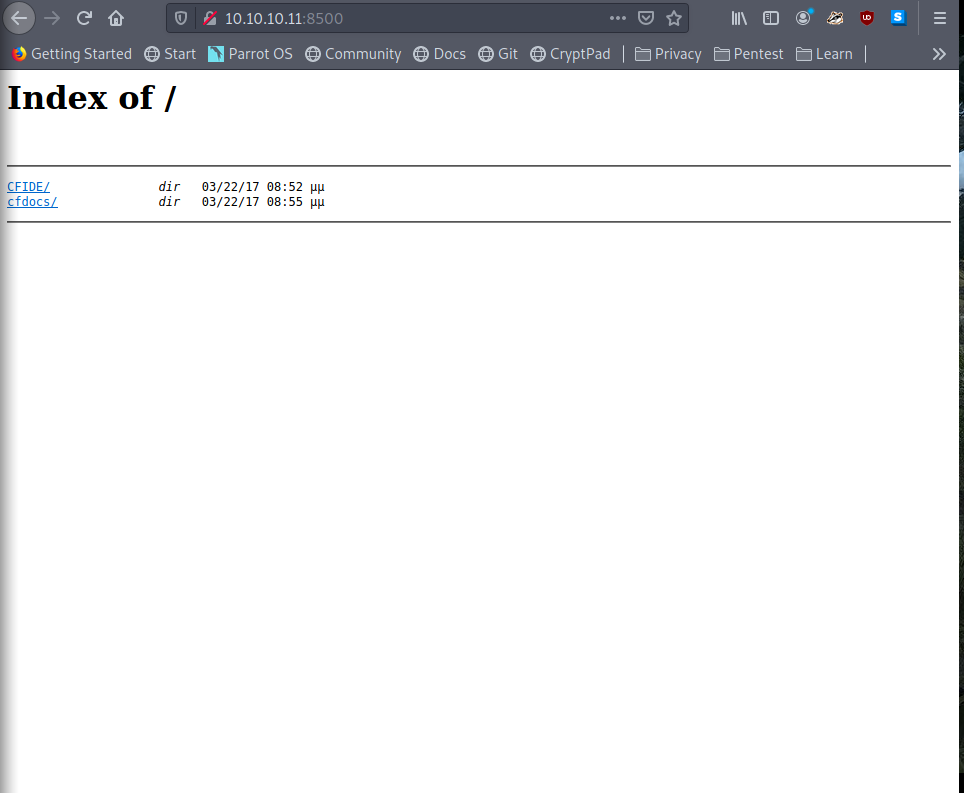 10.10.10.11:8500
Getting Started Start Parrot OS Community Docs Git CryptPad Privacy Pentest Learn
Index of /
CFIDE/ dir 03/22/17 08:52 μμ
cfdocs/ dir 03/22/17 08:55 μμ